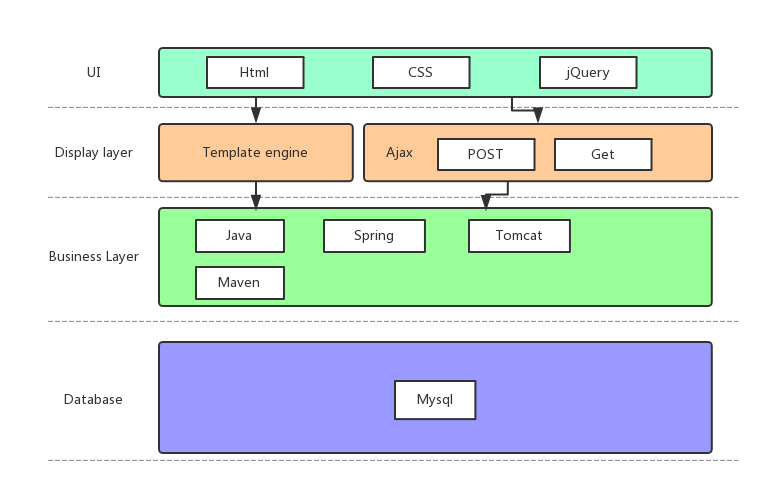 UI
Html
CSS
jQuery
Display layer
Template engine
Ajax
POST
Get
Business Layer
Java
Spring
Tomcat
Maven
Database
Mysql